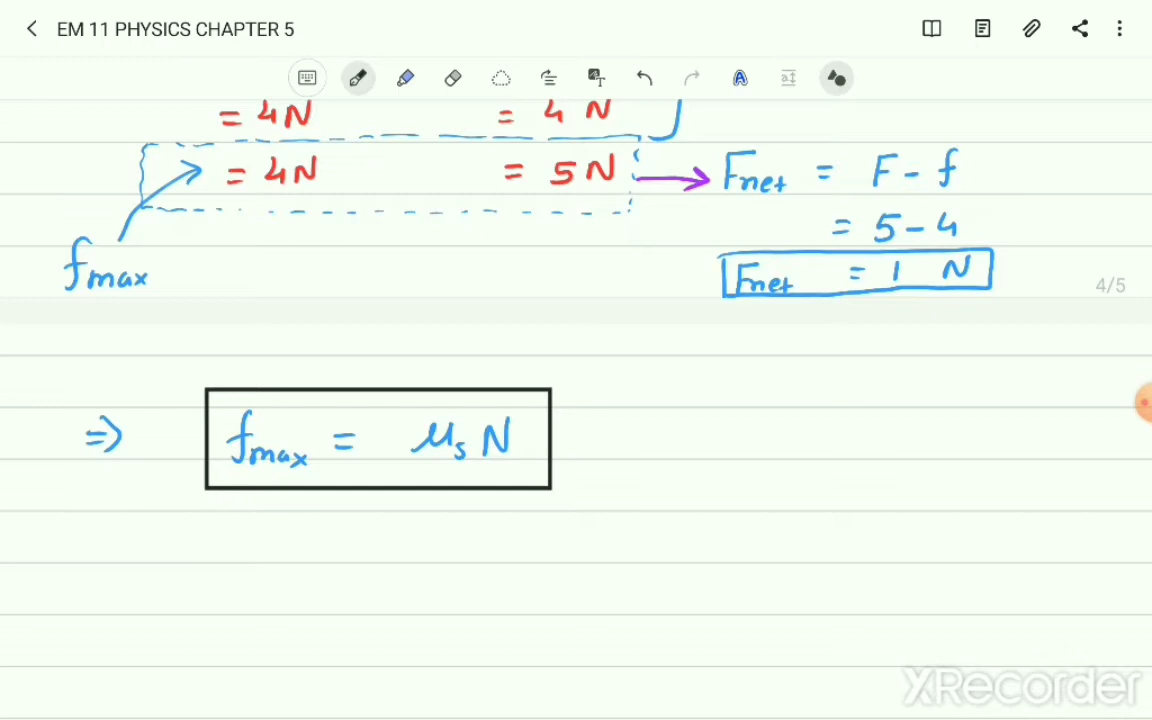 EM 11 PHYSICS CHAPTER 5
= 4N = 4 N
= 4N = 5N → Fnet = F - f
= 5 - 4
fmax Fnet = 1 N
4/5
⇒ fmax = μs N
XRecorder